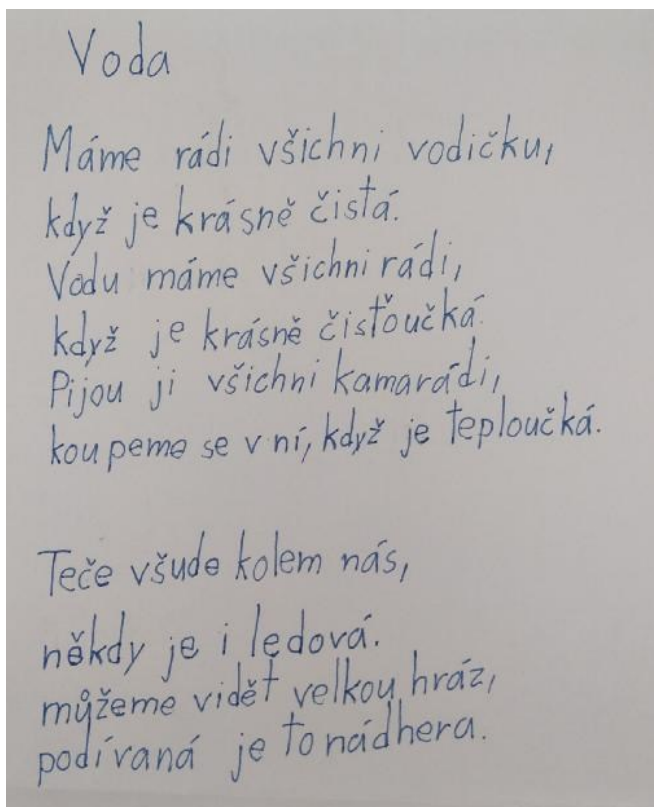 Voda
Máme rádi všichni vodičku,
když je krásně čistá.
Vodu máme všichni rádi,
když je krásně čisťoučká.
Pijou ji všichni kamarádi,
koupeme se v ní, když je teploučká.
Teče všude kolem nás,
někdy je i ledová.
můžeme vidět velkou hráz,
podívaná je to nádhera.